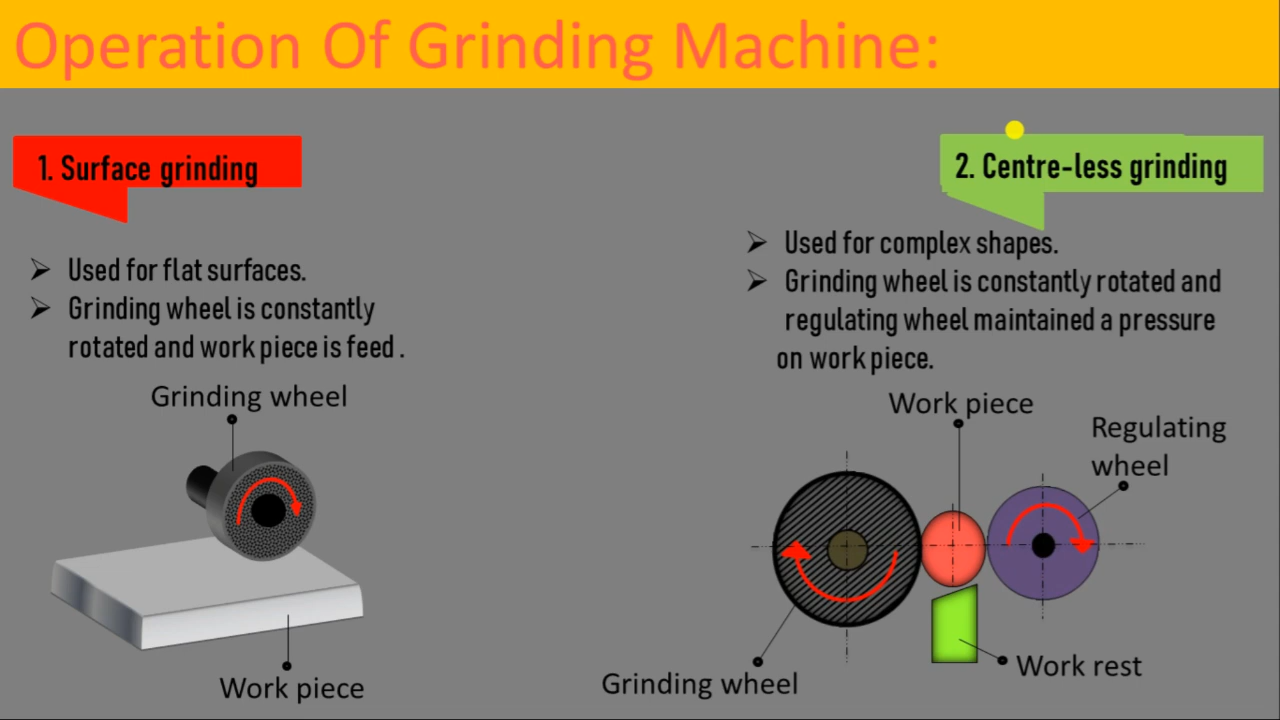 Operation Of Grinding Machine:
1. Surface grinding
Used for flat surfaces.
Grinding wheel is constantly
rotated and work piece is feed .
Grinding wheel
Work piece
2. Centre-less grinding
Used for complex shapes.
Grinding wheel is constantly rotated and
regulating wheel maintained a pressure
on work piece.
Work piece
Regulating
wheel
Grinding wheel
Work rest